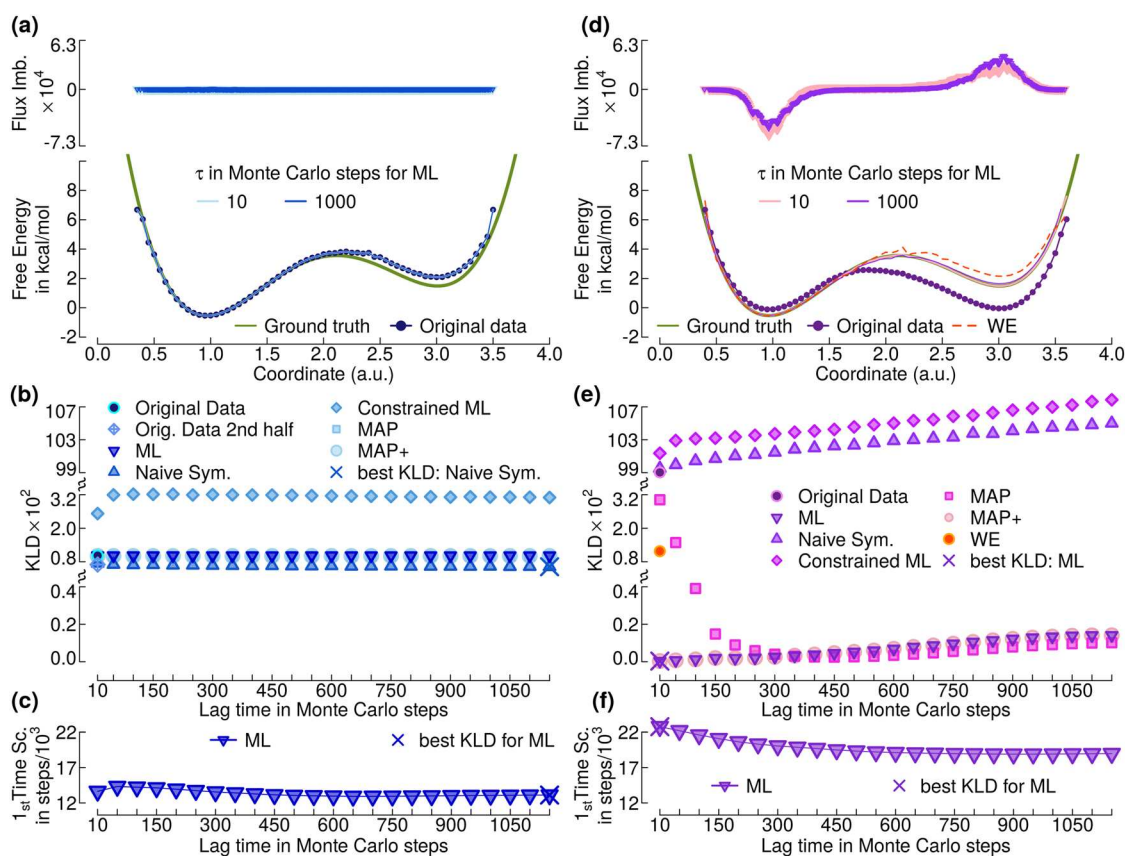 (a)
Flux Imb.
× 10⁴
6.3
0
-7.3
Free Energy
in kcal/mol
8
6
4
2
0
-2
τ in Monte Carlo steps for ML
10 1000
Ground truth Original data
0.0 0.5 1.0 1.5 2.0 2.5 3.0 3.5 4.0
Coordinate (a.u.)
(d)
Flux Imb.
× 10⁴
6.3
0
-7.3
Free Energy
in kcal/mol
8
6
4
2
0
-2
τ in Monte Carlo steps for ML
10 1000
Ground truth Original data WE
0.0 0.5 1.0 1.5 2.0 2.5 3.0 3.5 4.0
Coordinate (a.u.)
(b)
KLD × 10²
107
103
99
3.2
2.0
0.8
0.4
0.2
0.0
Original Data Constrained ML
Orig. Data 2nd half MAP
ML MAP+
Naive Sym. best KLD: Naive Sym.
10 150 300 450 600 750 900 1050
Lag time in Monte Carlo steps
(e)
KLD × 10²
107
103
99
3.2
2.0
0.8
0.4
0.2
0.0
Original Data MAP
ML MAP+
Naive Sym. WE
Constrained ML best KLD: ML
10 150 300 450 600 750 900 1050
Lag time in Monte Carlo steps
(c)
1st Time Sc.
in steps/10³
22
17
12
ML best KLD for ML
10 150 300 450 600 750 900 1050
Lag time in Monte Carlo steps
(f)
1st Time Sc.
in steps/10³
22
17
12
ML best KLD for ML
10 150 300 450 600 750 900 1050
Lag time in Monte Carlo steps